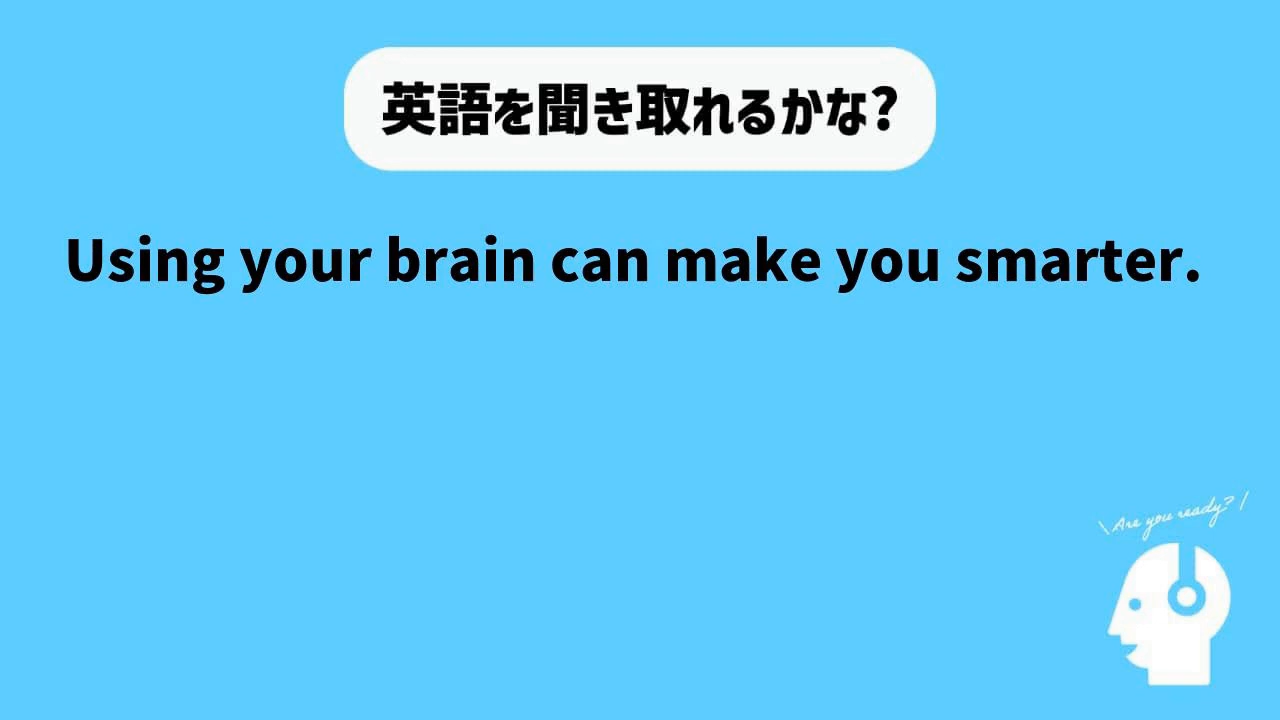 英語を聞き取れるかな?
Using your brain can make you smarter.
\ Are you ready? /